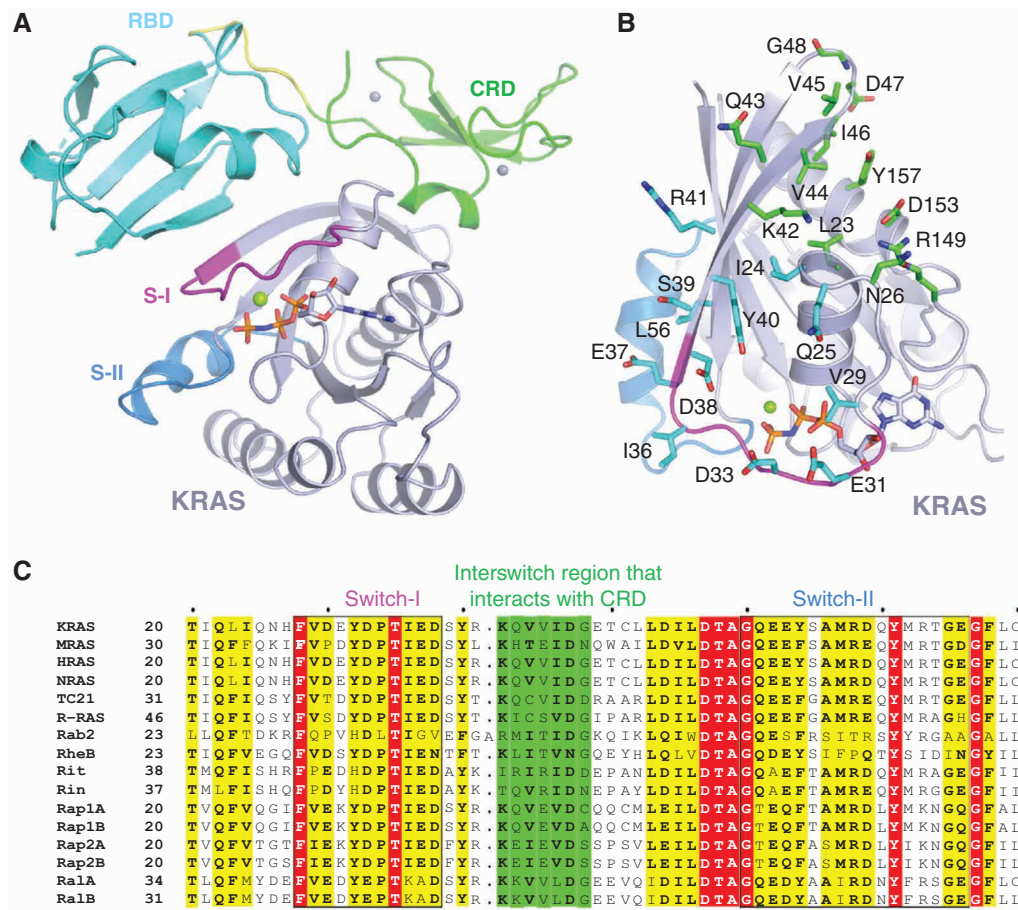 A
RBD
CRD
S-I
S-II
KRAS
B
G48
V45
D47
Q43
I46
V44
Y157
R41
D153
K42
L23
R149
I24
N26
S39
L56
Y40
Q25
E37
V29
D38
I36
D33
E31
KRAS
C
Interswitch region that
interacts with CRD
Switch-I
Switch-II
KRAS 20 TIQLIQNHFVDEYDPTIEDSYR.KQVVIDGETCLLDILDTAGQEEYSAMRDQYMRTGEGFLC
MRAS 30 TIQFFQKIFVPDYDPTIEDSYL.KHTEIDNQWAILDVLDTAGQEEFSAMREQYMRTGDGFLI
HRAS 20 TIQLIQNHFVDEYDPTIEDSYR.KQVVIDGETCLLDILDTAGQEEYSAMRDQYMRTGEGFLC
NRAS 20 TIQLIQNHFVDEYDPTIEDSYR.KQVVIDGETCLLDILDTAGQEEYSAMRDQYMRTGEGFLC
TC21 31 TIQFIQSYFVTDYDPTIEDSYT.KQCVIDDRAARLDILDTAGQEEFGAMREQYMRTGEGFLL
R-RAS 46 TIQFIQSYFVSDYDPTIEDSYT.KICSVDGIPARLDILDTAGQEEFGAMREQYMRAGHGFLL
Rab2 23 LLQFTDKRFQPVHDLTIGVEFGARMITIDGKQIKLQIWDTAGQESFRSITRSYYRGAAGALL
RheB 23 TIQFVEGQFVDSYDPTIENTFT.KLITVNGQEYHLQLVDTAGQDEYSIFPQTYSIDINGYIL
Rit 38 TMQFISHRFPEDHDPTIEDAYK.IRIRIDDEPANLDILDTAGQAEFTAMRDQYMRAGEGFII
Rin 37 TMLFISHQFPDYHDPTIEDAYK.TQVRIDNEPAYLDILDTAGQAEFTAMREQYMRGGEGFII
Rap1A 20 TVQFVQGIFVEKYDPTIEDSYR.KQVEVDCQQCMLEILDTAGTEQFTAMRDLYMKNGQGFAL
Rap1B 20 TVQFVQGIFVEKYDPTIEDSYR.KQVEVDAQQCMLEILDTAGTEQFTAMRDLYMKNGQGFAL
Rap2A 20 TVQFVTGTFIEKYDPTIEDFYR.KEIEVDSSPSVLEILDTAGTEQFASMRDLYIKNGQGFIL
Rap2B 20 TVQFVTGSFIEKYDPTIEDFYR.KEIEVDSSPSVLEILDTAGTEQFASMRDLYIKNGQGFIL
RalA 34 TLQFMYDEFVEDYEPTKADSYR.KKVVLDGEEVQIDILDTAGQEDYAAIRDNYFRSGEGFLC
RalB 31 TLQFMYDEFVEDYEPTKADSYR.KKVVLDGEEVQIDILDTAGQEDYAAIRDNYFRSGEGFLC